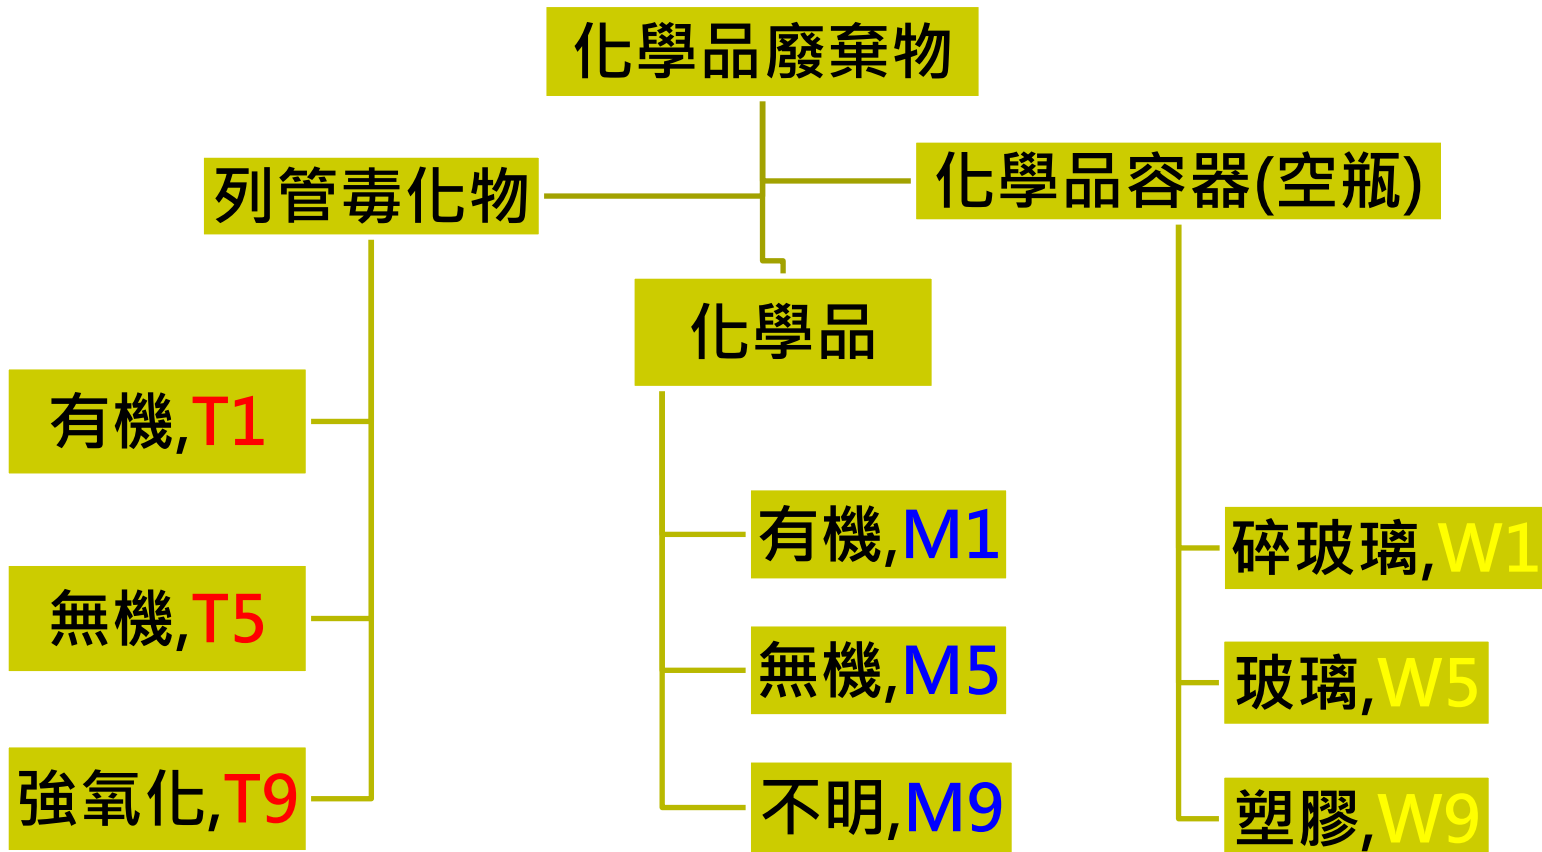 化學品廢棄物
列管毒化物
化學品容器(空瓶)
化學品
有機,T1
無機,T5
強氧化,T9
有機,M1
無機,M5
不明,M9
碎玻璃,W1
玻璃,W5
塑膠,W9